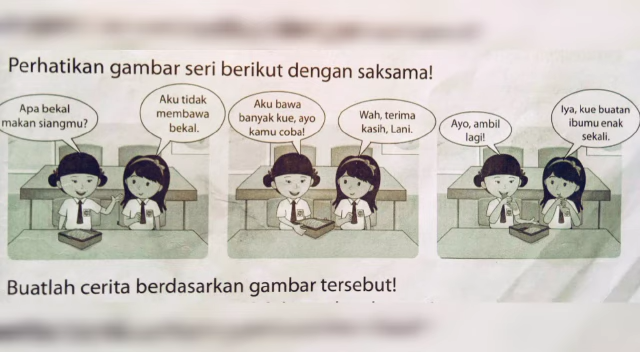 Perhatikan gambar seri berikut dengan saksama!
Apa bekal
makan siangmu?
Aku tidak
membawa
bekal.
Aku bawa
banyak kue, ayo
kamu coba!
Wah, terima
kasih, Lani.
Ayo, ambil
lagi!
Iya, kue buatan
ibumu enak
sekali.
Buatlah cerita berdasarkan gambar tersebut!